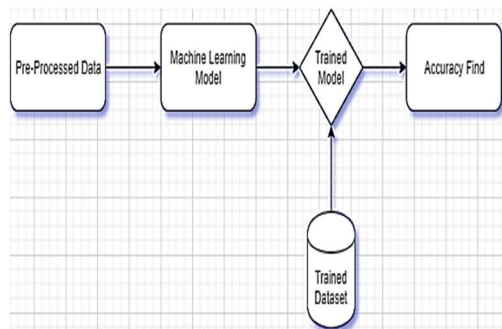 Pre-Processed Data
Machine Learning
Model
Trained
Model
Accuracy Find
Trained
Dataset